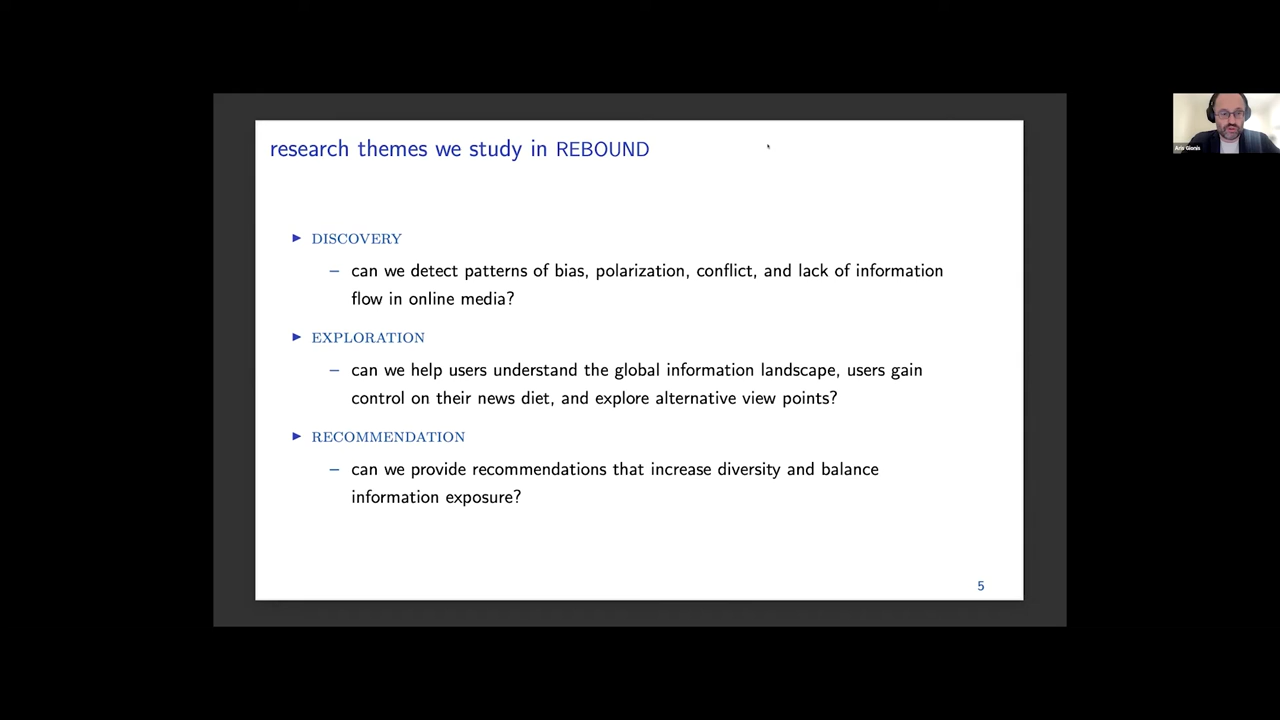 research themes we study in REBOUND
► DISCOVERY
– can we detect patterns of bias, polarization, conflict, and lack of information
flow in online media?
► EXPLORATION
– can we help users understand the global information landscape, users gain
control on their news diet, and explore alternative view points?
► RECOMMENDATION
– can we provide recommendations that increase diversity and balance
information exposure?
5
Aris Gionis